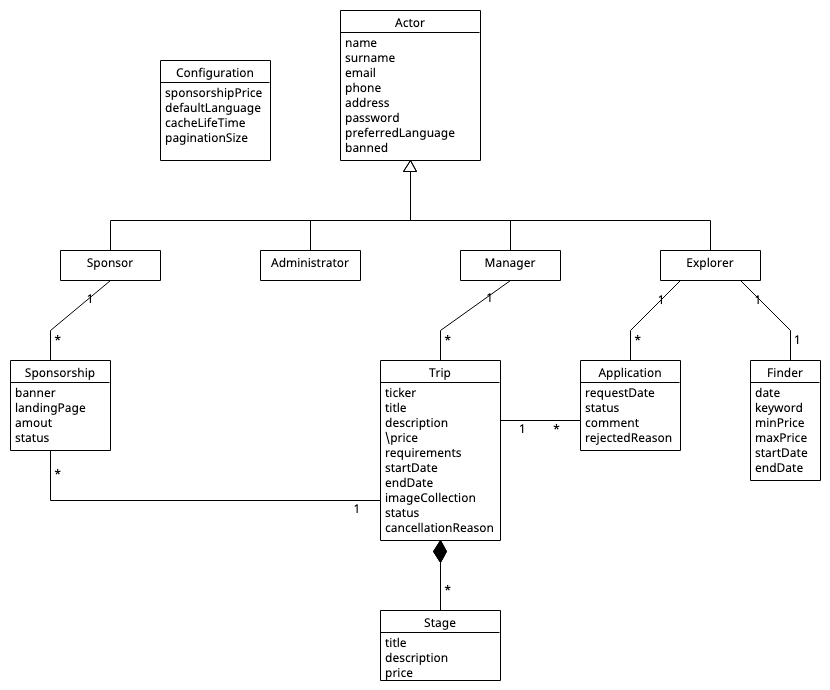 Actor
name
surname
email
phone
address
password
preferredLanguage
banned
Configuration
sponsorshipPrice
defaultLanguage
cacheLifeTime
paginationSize
Sponsor
Administrator
Manager
Explorer
1
1
1
1
*
*
*
1
Sponsorship
banner
landingPage
amout
status
Trip
ticker
title
description
\price
requirements
startDate
endDate
imageCollection
status
cancellationReason
Application
requestDate
status
comment
rejectedReason
Finder
date
keyword
minPrice
maxPrice
startDate
endDate
1
*
*
1
*
Stage
title
description
price